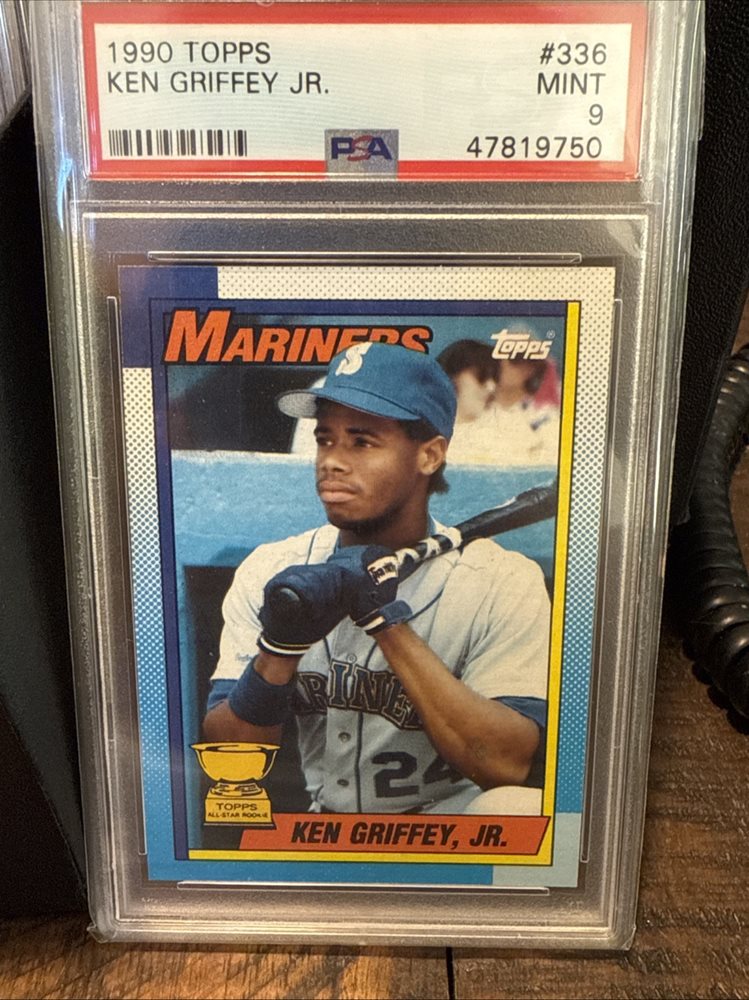 1990 TOPPS #336
KEN GRIFFEY JR. MINT
9
PSA 47819750
MARINERS
topps®
S
RINE
24
TOPPS
ALL-STAR ROOKIE
KEN GRIFFEY, JR.